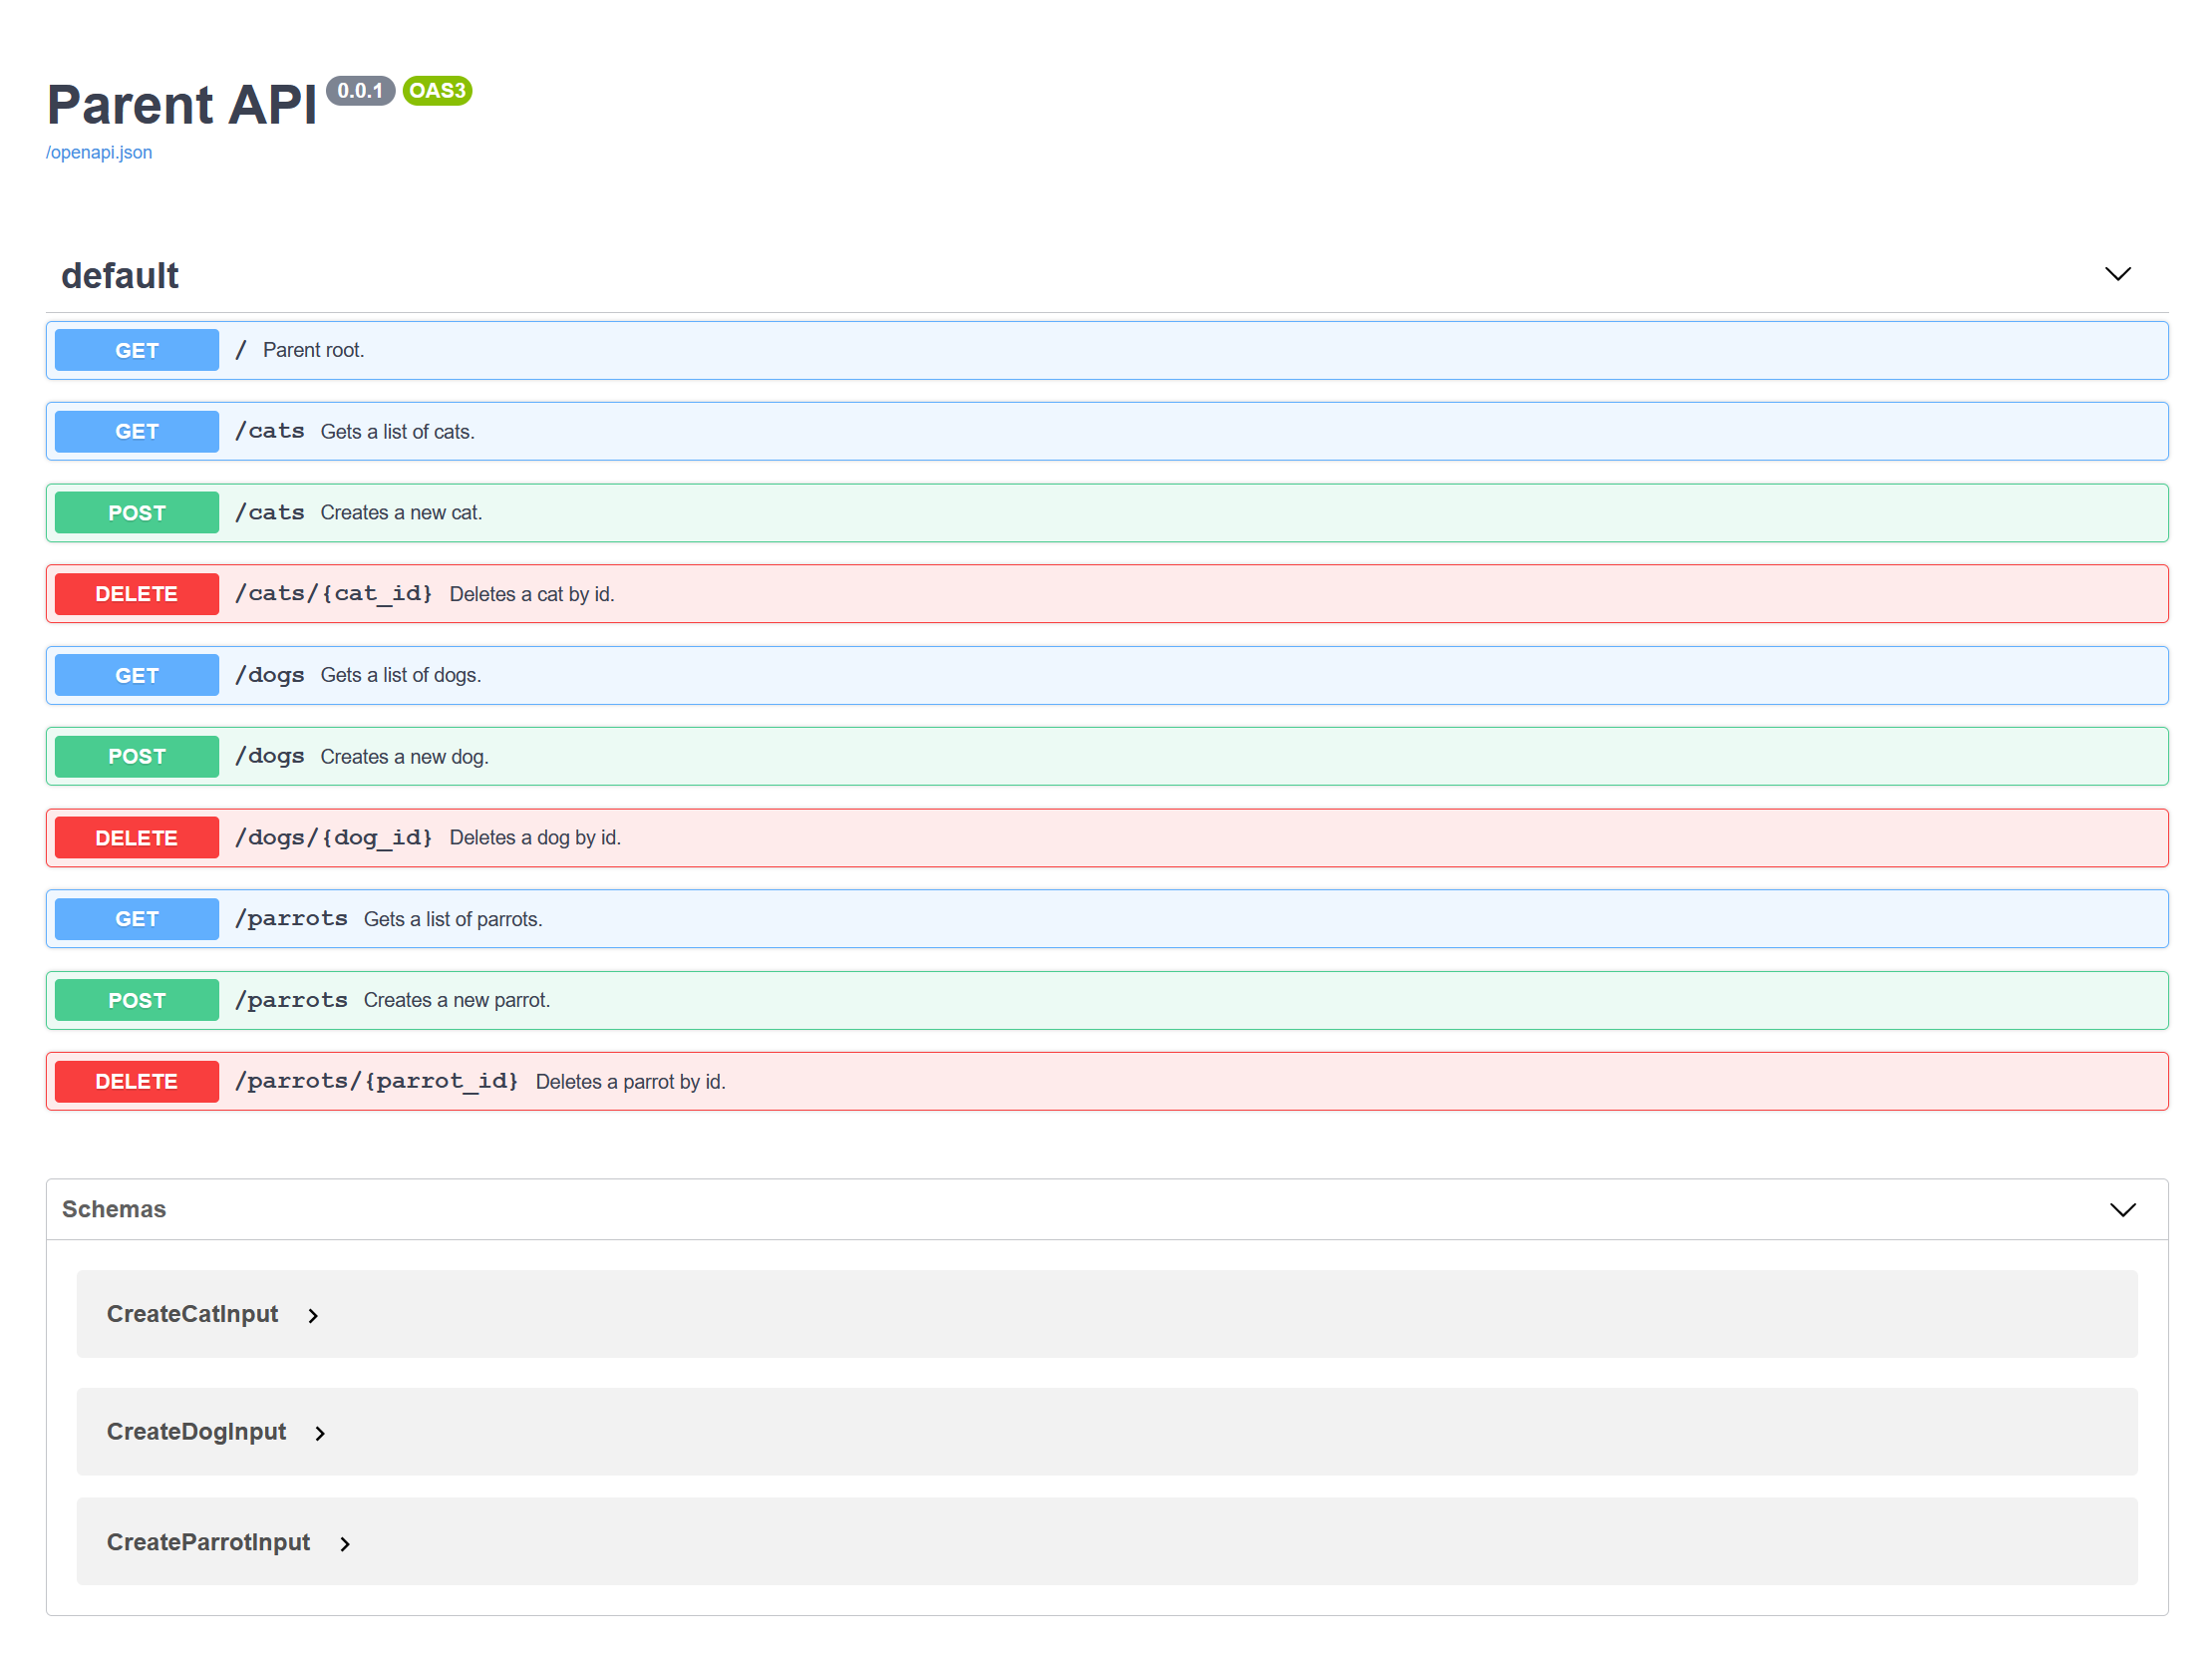 Parent API 0.0.1 OAS3
/openapi.json
default
GET / Parent root.
GET /cats Gets a list of cats.
POST /cats Creates a new cat.
DELETE /cats/{cat_id} Deletes a cat by id.
GET /dogs Gets a list of dogs.
POST /dogs Creates a new dog.
DELETE /dogs/{dog_id} Deletes a dog by id.
GET /parrots Gets a list of parrots.
POST /parrots Creates a new parrot.
DELETE /parrots/{parrot_id} Deletes a parrot by id.
Schemas
CreateCatInput
CreateDogInput
CreateParrotInput